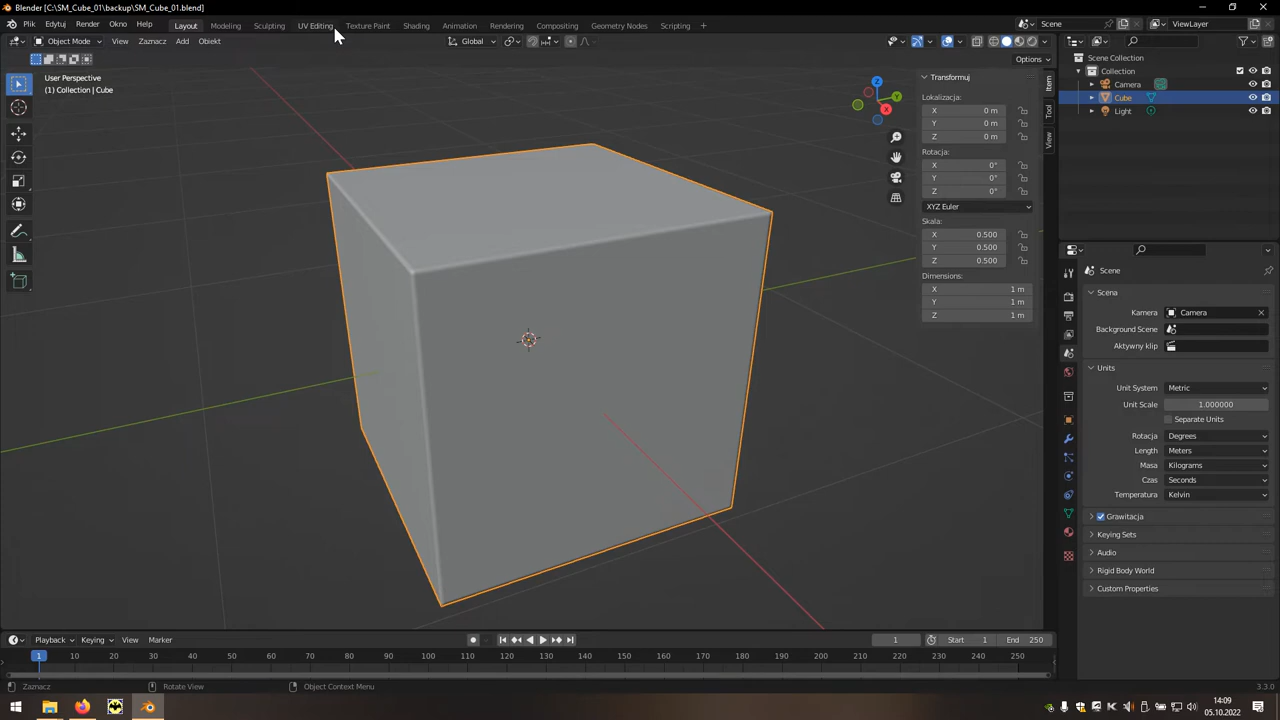 Blender [C:\SM_Cube_01\backup\SM_Cube_01.blend]
Plik Edytuj Render Okno Help Layout Modeling Sculpting UV Editing Texture Paint Shading Animation Rendering Compositing Geometry Nodes Scripting + Scene ViewLayer
Object Mode View Zaznacz Add Obiekt Global
Options
User Perspective
(1) Collection | Cube
Transformuj
Lokalizacja:
X 0 m
Y 0 m
Z 0 m
Rotacja:
X 0°
Y 0°
Z 0°
XYZ Euler
Skala:
X 0.500
Y 0.500
Z 0.500
Dimensions:
X 1 m
Y 1 m
Z 1 m
Item
Tool
View
Z
Y
X
Scene Collection
Collection
Camera
Cube
Light
Scene
Scena
Kamera Camera
Background Scene
Aktywny klip
Units
Unit System Metric
Unit Scale 1.000000
Separate Units
Rotacja Degrees
Length Meters
Masa Kilograms
Czas Seconds
Temperatura Kelvin
Grawitacja
Keying Sets
Audio
Rigid Body World
Custom Properties
Playback Keying View Marker 1 Start 1 End 250
1 10 20 30 40 50 60 70 80 90 100 110 120 130 140 150 160 170 180 190 200 210 220 230 240 250
Zaznacz Rotate View Object Context Menu 3.3.0
14:09
05.10.2022